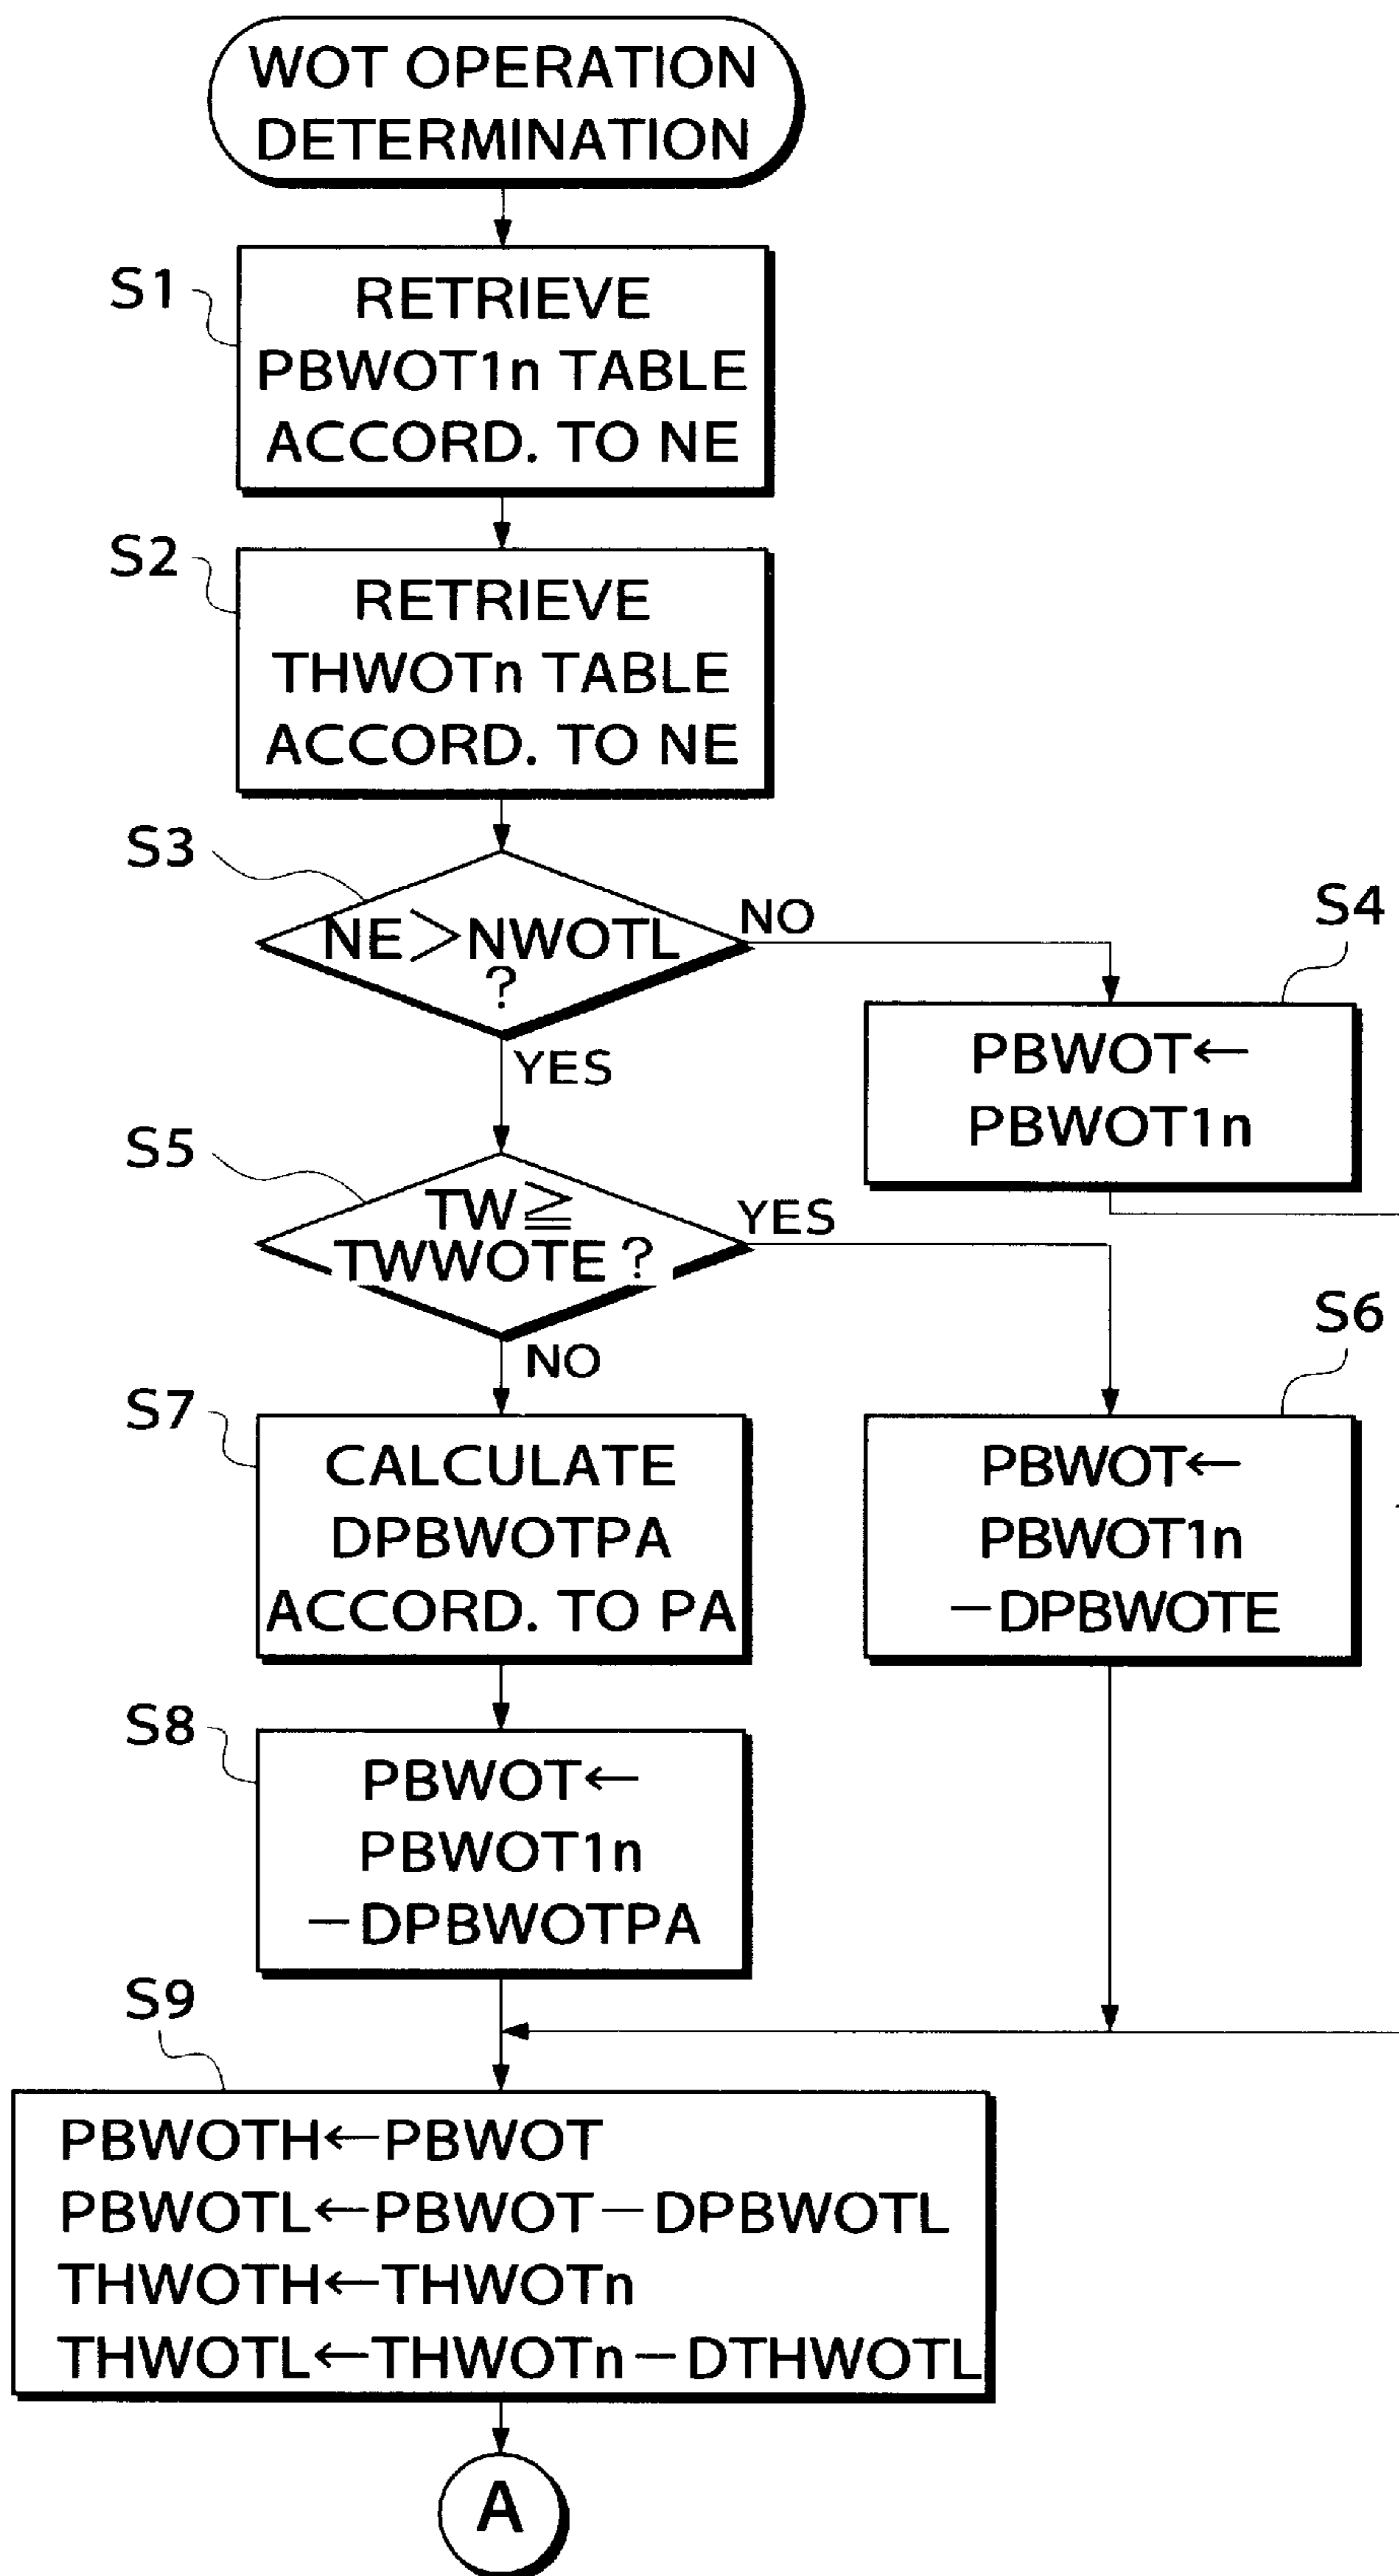 WOT OPERATION
DETERMINATION
S1
RETRIEVE
PBWOT1n TABLE
ACCORD. TO NE
S2
RETRIEVE
THWOTn TABLE
ACCORD. TO NE
S3
NE>NWOTL
?
NO
YES
S4
PBWOT←
PBWOT1n
S5
TW≧
TWWOTE ?
YES
NO
S6
PBWOT←
PBWOT1n
−DPBWOTE
S7
CALCULATE
DPBWOTPA
ACCORD. TO PA
S8
PBWOT←
PBWOT1n
−DPBWOTPA
S9
PBWOTH←PBWOT
PBWOTL←PBWOT−DPBWOTL
THWOTH←THWOTn
THWOTL←THWOTn−DTHWOTL
A